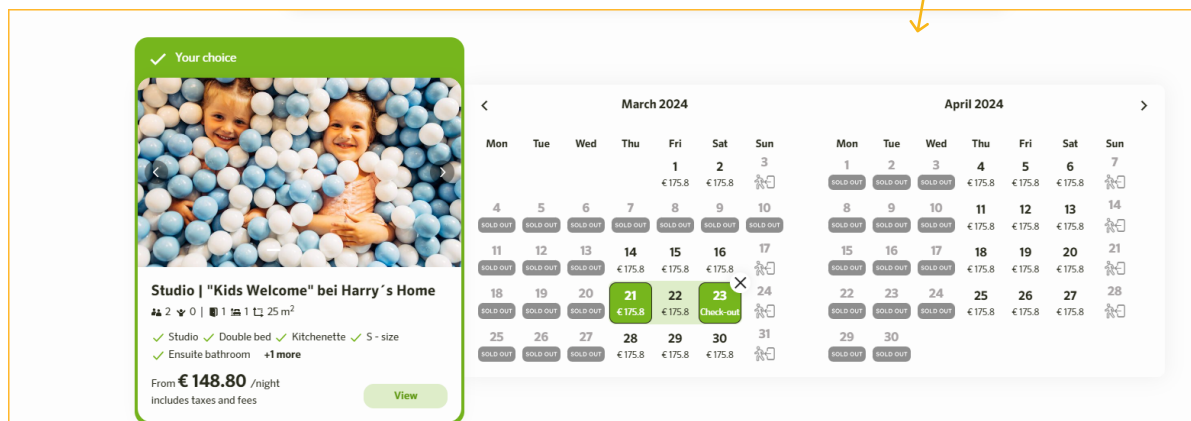 Your choice
Studio | "Kids Welcome" bei Harry´s Home
2 0 | 1 1 25 m²
Studio Double bed Kitchenette S - size
Ensuite bathroom +1 more
From € 148.80 /night
includes taxes and fees
View
March 2024
Mon Tue Wed Thu Fri Sat Sun
1 2 3
€ 175.8 € 175.8
4 5 6 7 8 9 10
SOLD OUT SOLD OUT SOLD OUT SOLD OUT SOLD OUT SOLD OUT SOLD OUT
11 12 13 14 15 16 17
SOLD OUT SOLD OUT SOLD OUT € 175.8 € 175.8 € 175.8
18 19 20 21 22 23 24
SOLD OUT SOLD OUT SOLD OUT € 175.8 € 175.8 Check-out
25 26 27 28 29 30 31
SOLD OUT SOLD OUT SOLD OUT € 175.8 € 175.8 € 175.8
April 2024
Mon Tue Wed Thu Fri Sat Sun
1 2 3 4 5 6 7
SOLD OUT SOLD OUT SOLD OUT € 175.8 € 175.8 € 175.8
8 9 10 11 12 13 14
SOLD OUT SOLD OUT SOLD OUT € 175.8 € 175.8 € 175.8
15 16 17 18 19 20 21
SOLD OUT SOLD OUT SOLD OUT € 175.8 € 175.8 € 175.8
22 23 24 25 26 27 28
SOLD OUT SOLD OUT SOLD OUT € 175.8 € 175.8 € 175.8
29 30
SOLD OUT SOLD OUT